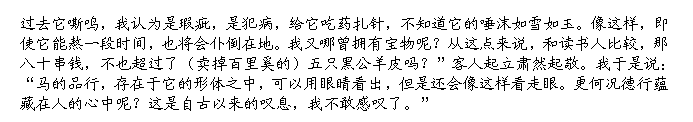 过去它嘶鸣，我认为是瑕疵，是犯病，给它吃药扎针，不知道它的唾沫如雪如玉。像这样，即
使它能熬一段时间，也将会仆倒在地。我又哪曾拥有宝物呢？从这点来说，和读书人比较，那
八十串钱，不也超过了（卖掉百里奚的）五只黑公羊皮吗？”客人起立肃然起敬。我于是说：
“马的品行，存在于它的形体之中，可以用眼睛看出，但是还会像这样看走眼。更何况德行蕴
藏在人的心中呢？这是自古以来的叹息，我不敢感叹了。”